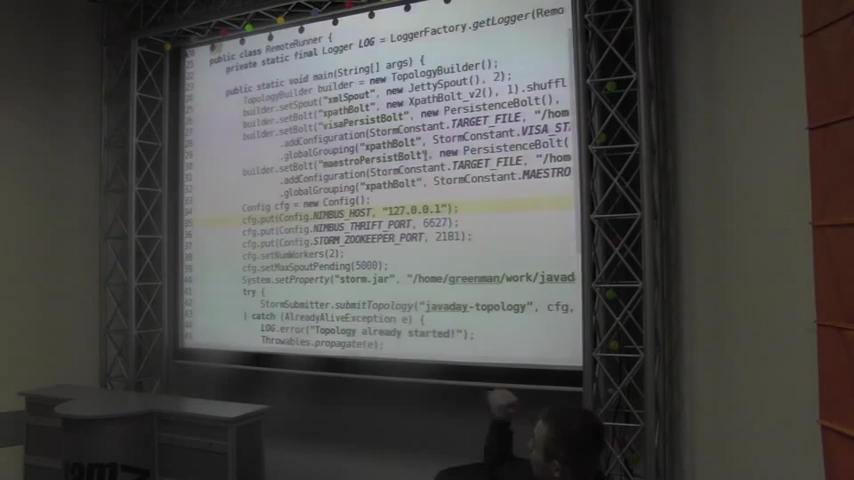 public class RemoteRunner {
private static final Logger LOG = LoggerFactory.getLogger(Remo
public static void main(String[] args) {
TopologyBuilder builder = new TopologyBuilder();
builder.setSpout("xmlSpout", new JettySpout(), 2);
builder.setBolt("xpathBolt", new XpathBolt_v2(), 1).shuffl
builder.setBolt("visaPersistBolt", new PersistenceBolt(),
.addConfiguration(StormConstant.TARGET_FILE, "/hom
.globalGrouping("xpathBolt", StormConstant.VISA_ST
builder.setBolt("maestroPersistBolt", new PersistenceBolt(
.addConfiguration(StormConstant.TARGET_FILE, "/hom
.globalGrouping("xpathBolt", StormConstant.MAESTRO
Config cfg = new Config();
cfg.put(Config.NIMBUS_HOST, "127.0.0.1");
cfg.put(Config.NIMBUS_THRIFT_PORT, 6627);
cfg.put(Config.STORM_ZOOKEEPER_PORT, 2181);
cfg.setNumWorkers(2);
cfg.setMaxSpoutPending(5000);
System.setProperty("storm.jar", "/home/greenman/work/javad
try {
StormSubmitter.submitTopology("javaday-topology", cfg,
} catch (AlreadyAliveException e) {
LOG.error("Topology already started!");
Throwables.propagate(e);